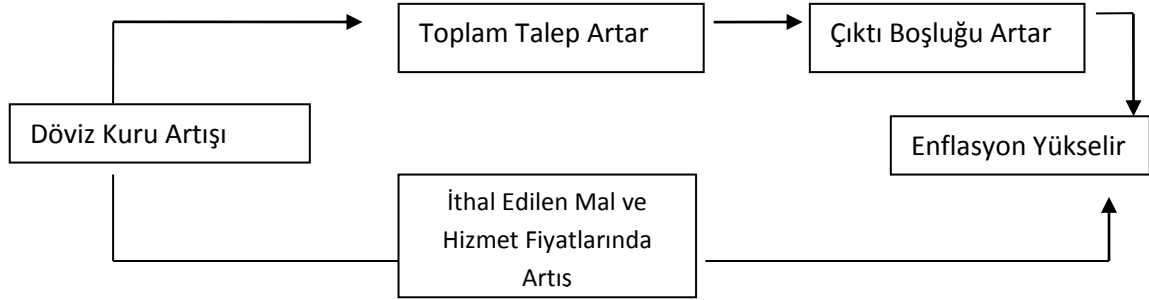 Toplam Talep Artar
Çıktı Boşluğu Artar
Döviz Kuru Artışı
Enflasyon Yükselir
İthal Edilen Mal ve
Hizmet Fiyatlarında
Artıs